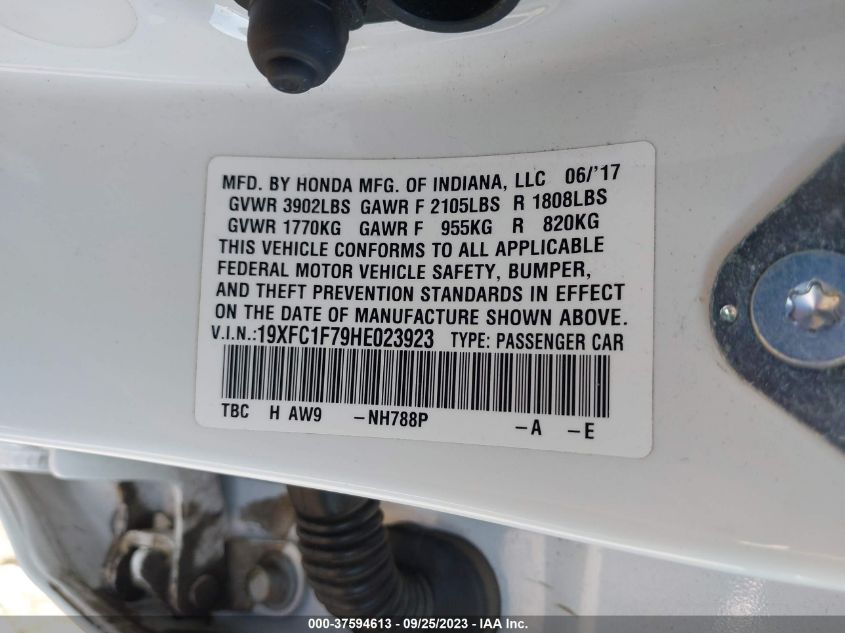 MFD. BY HONDA MFG. OF INDIANA, LLC 06/'17
GVWR 3902LBS GAWR F 2105LBS R 1808LBS
GVWR 1770KG GAWR F 955KG R 820KG
THIS VEHICLE CONFORMS TO ALL APPLICABLE
FEDERAL MOTOR VEHICLE SAFETY, BUMPER,
AND THEFT PREVENTION STANDARDS IN EFFECT
ON THE DATE OF MANUFACTURE SHOWN ABOVE.
V.I.N.:19XFC1F79HE023923 TYPE: PASSENGER CAR
TBC H AW9 -NH788P -A -E
000-37594613 - 09/25/2023 - IAA Inc.